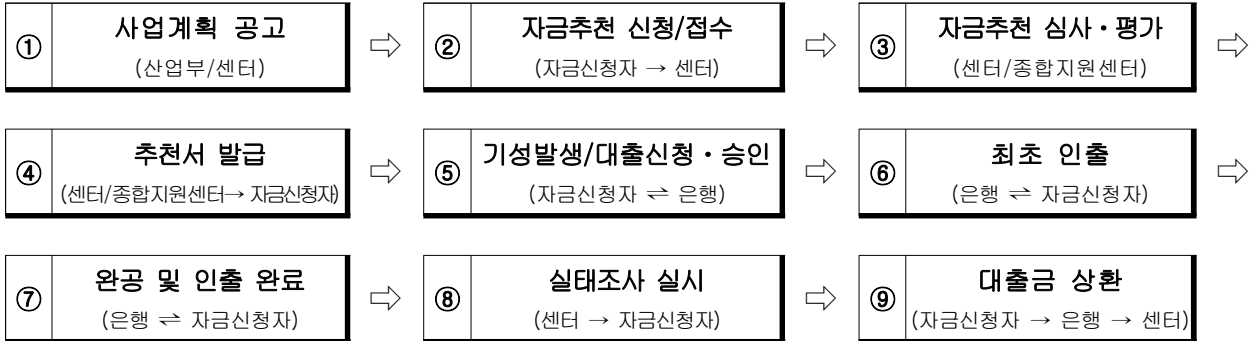 ① 사업계획 공고 ⇨ ② 자금추천 신청/접수 ⇨ ③ 자금추천 심사・평가 ⇨
(산업부/센터) (자금신청자 → 센터) (센터/종합지원센터)
④ 추천서 발급 ⇨ ⑤ 기성발생/대출신청・승인 ⇨ ⑥ 최초 인출 ⇨
(센터/종합지원센터→ 자금신청자) (자금신청자 ⇌ 은행) (은행 ⇌ 자금신청자)
⑦ 완공 및 인출 완료 ⇨ ⑧ 실태조사 실시 ⇨ ⑨ 대출금 상환
(은행 ⇌ 자금신청자) (센터 → 자금신청자) (자금신청자 → 은행 → 센터)